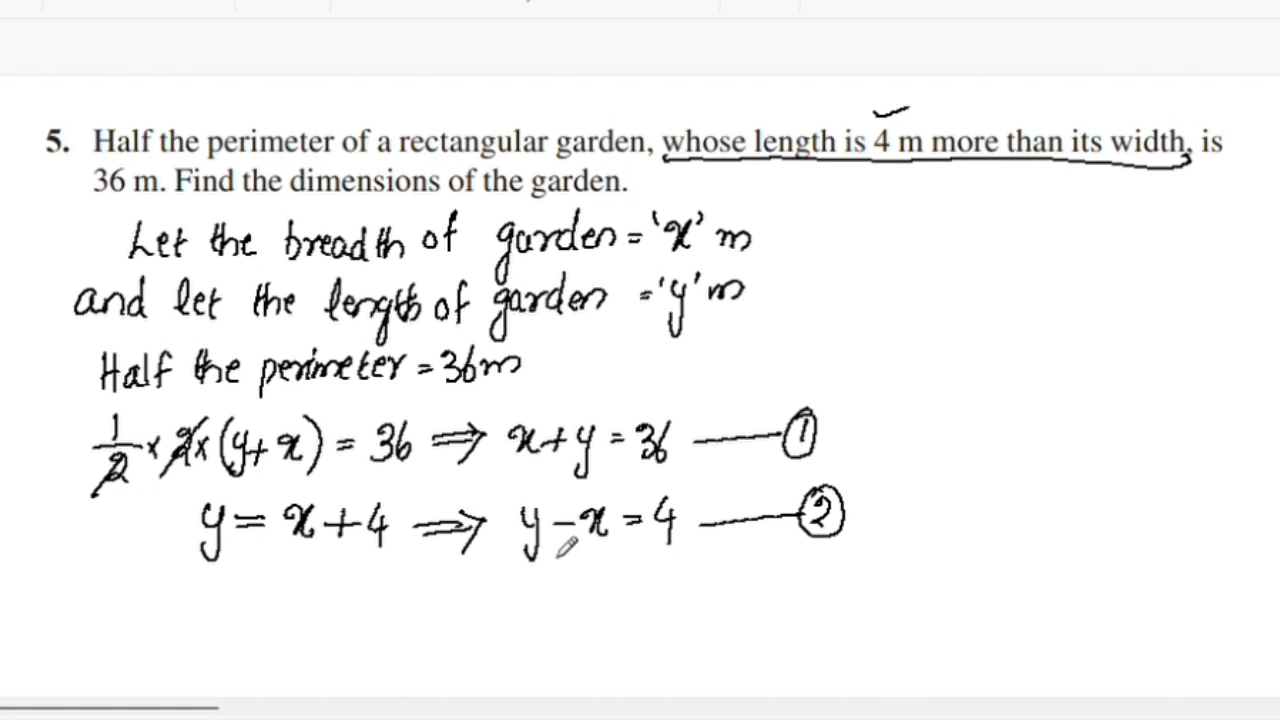 5. Half the perimeter of a rectangular garden, whose length is 4 m more than its width, is
36 m. Find the dimensions of the garden.
Let the breadth of garden = 'x' m
and let the length of garden = 'y' m
Half the perimeter = 36m
1/2 × 2 × (y + x) = 36 ⇒ x + y = 36 —— ①
y = x + 4 ⇒ y - x = 4 —— ②